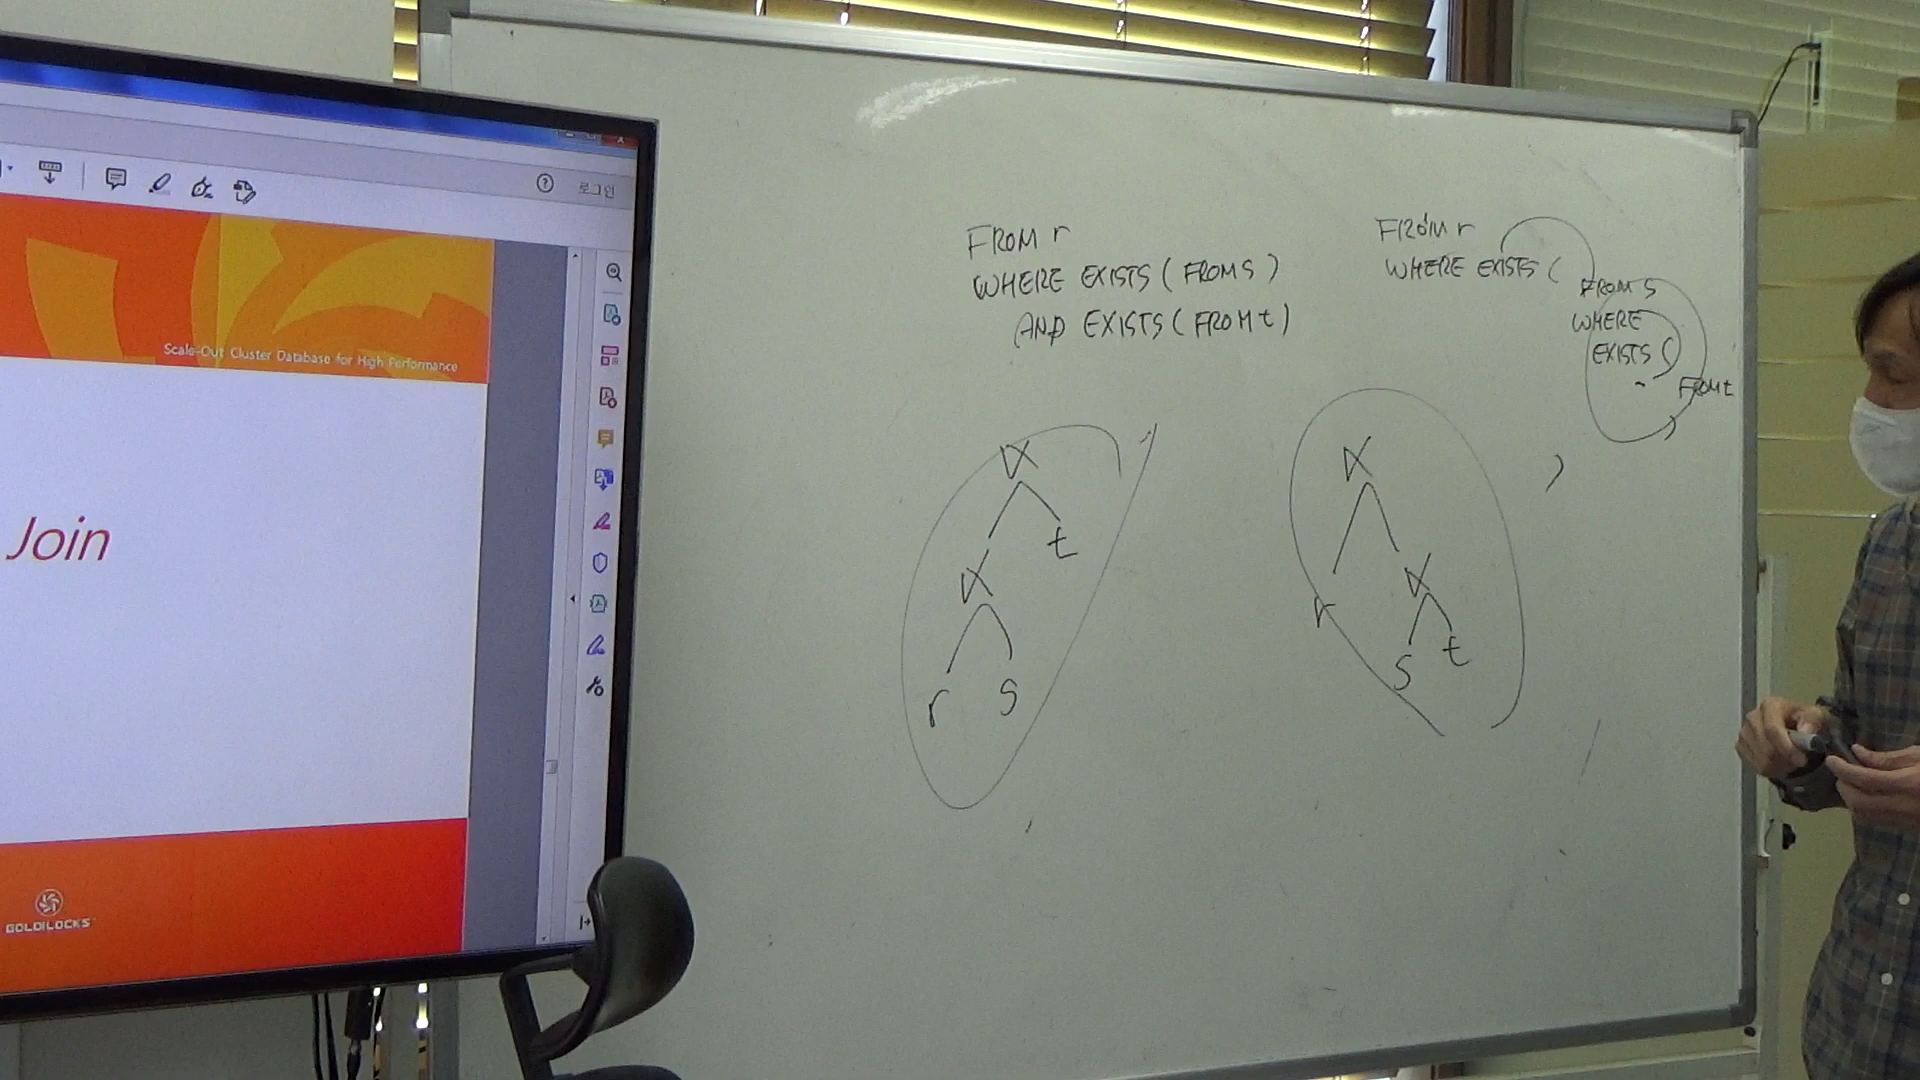 로그인
Scale-Out Cluster Database for High Performance
Join
GOLDILOCKS
FROM r
WHERE EXISTS ( FROM S )
AND EXISTS ( FROM t )
⋉
t
⋉
r
S
FROM r
WHERE EXISTS (
FROM S
WHERE
EXISTS (
FROM t
)
)
⋉
r
⋉
S
t